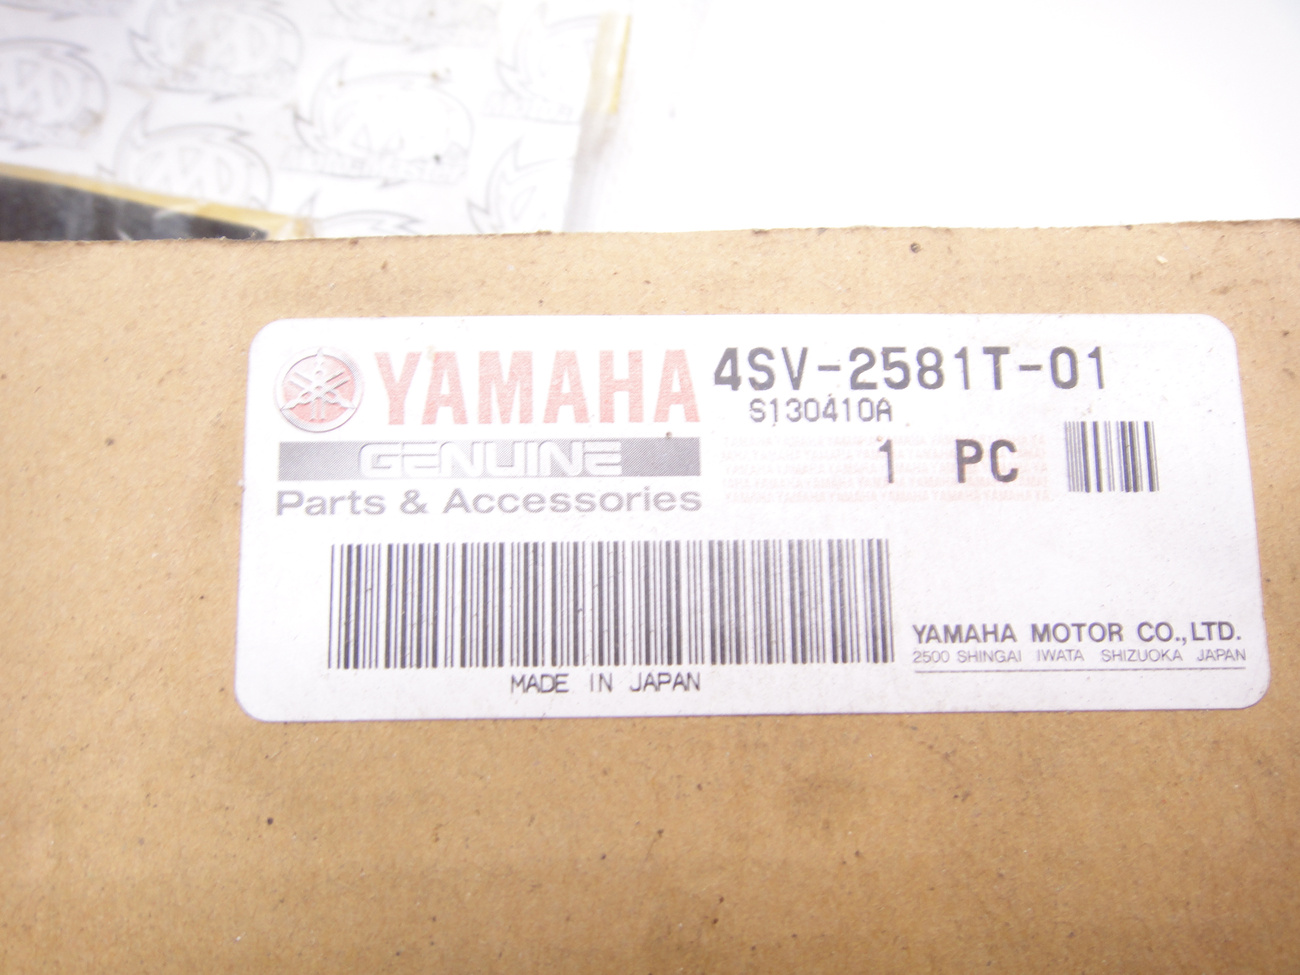 YAMAHA
4SV-2581T-01
S130410A
GENUINE
1 PC
Parts & Accessories
MADE IN JAPAN
YAMAHA MOTOR CO.,LTD.
2500 SHINGAI IWATA SHIZUOKA JAPAN